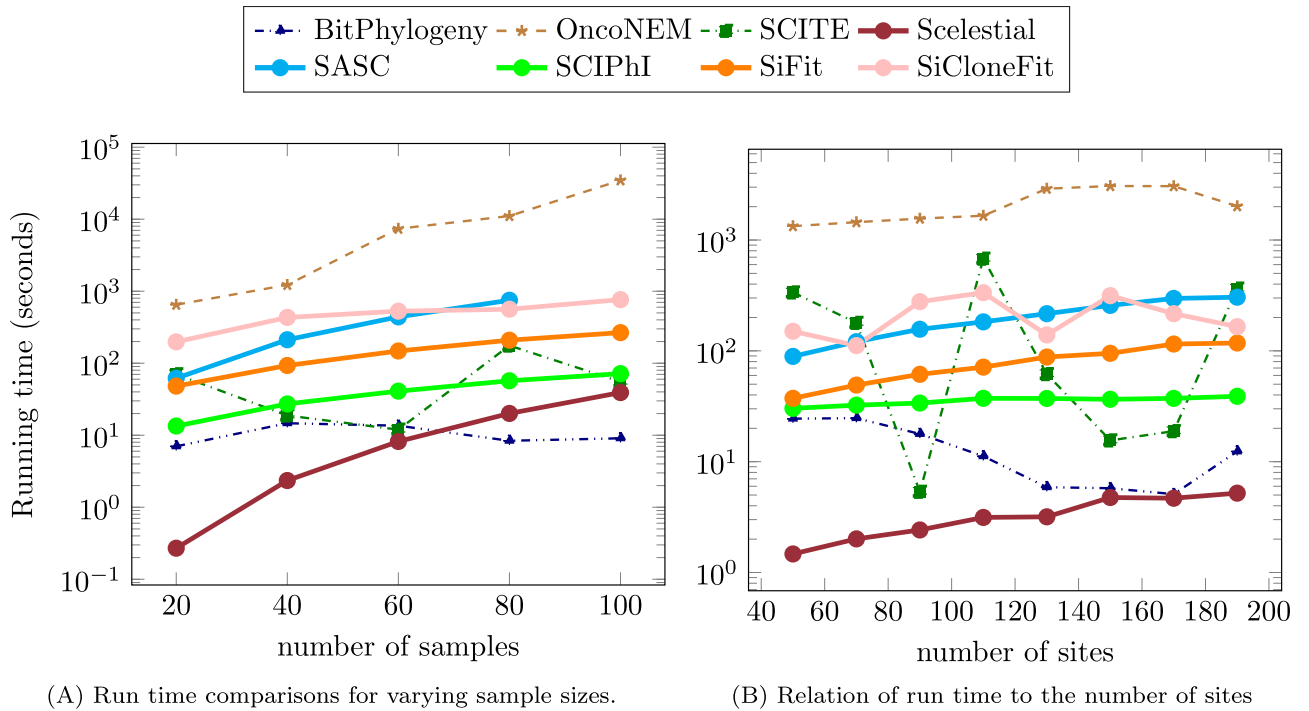 BitPhylogeny OncoNEM SCITE Scelestial
SASC SCIPhI SiFit SiCloneFit
Running time (seconds)
10^5
10^4
10^3
10^2
10^1
10^0
10^−1
20 40 60 80 100
number of samples
(A) Run time comparisons for varying sample sizes.
10^3
10^2
10^1
10^0
40 60 80 100 120 140 160 180 200
number of sites
(B) Relation of run time to the number of sites